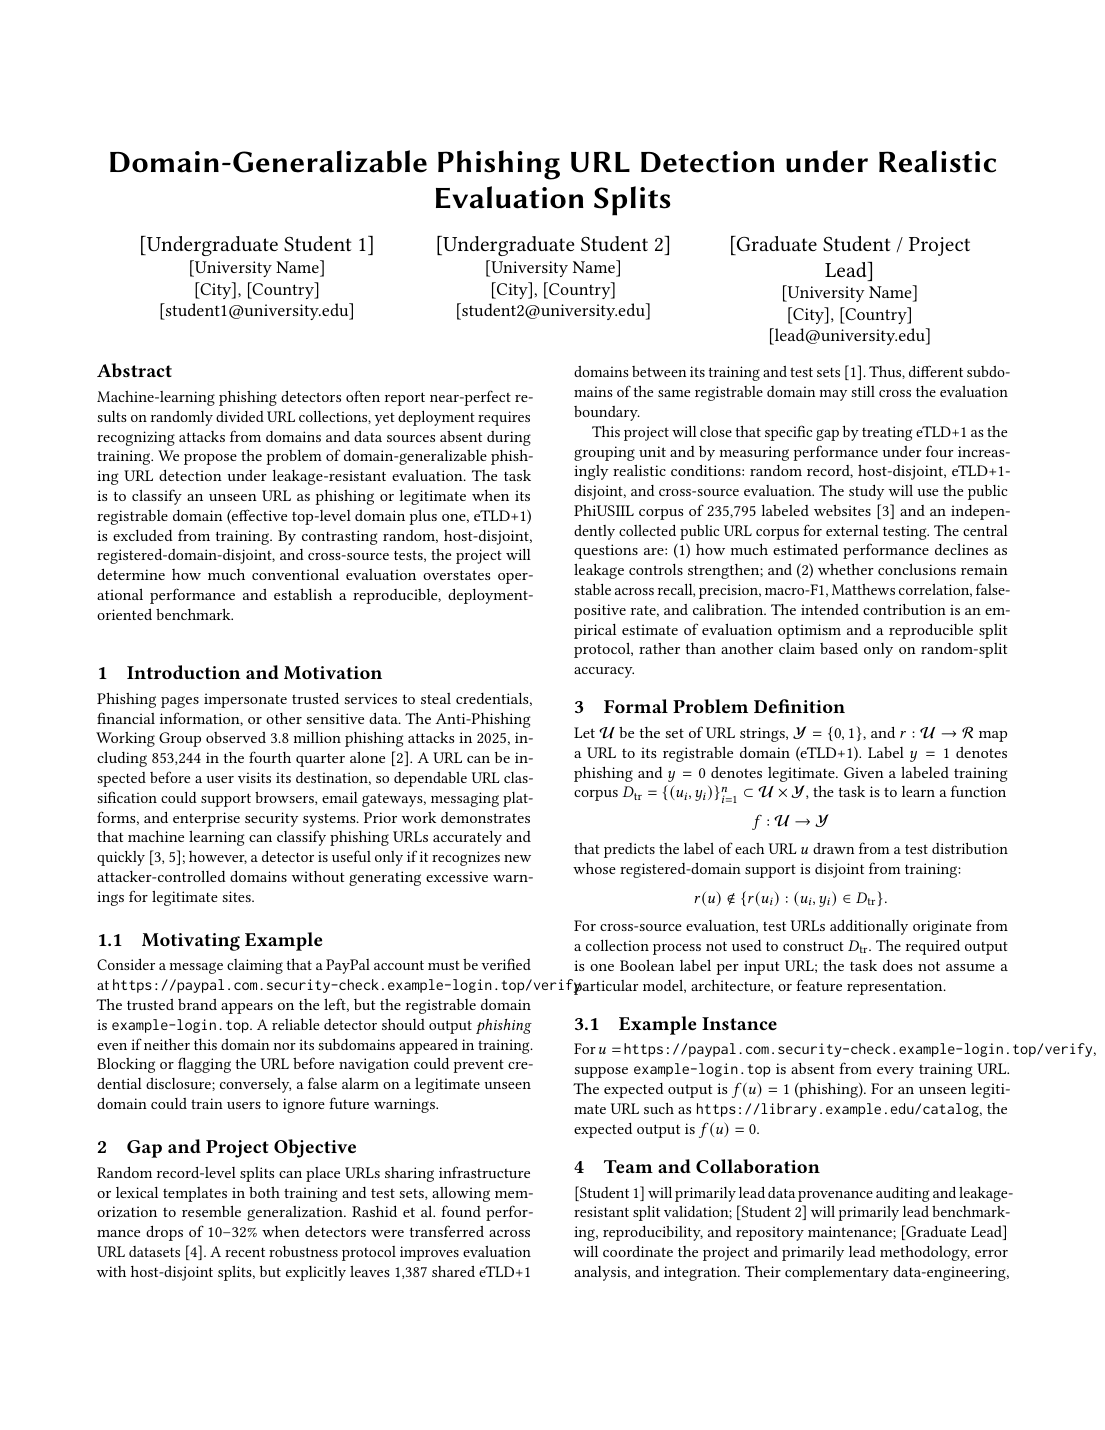 Domain-Generalizable Phishing URL Detection under Realistic
Evaluation Splits
[Undergraduate Student 1]
[University Name]
[City], [Country]
[student1@university.edu]
[Undergraduate Student 2]
[University Name]
[City], [Country]
[student2@university.edu]
[Graduate Student / Project
Lead]
[University Name]
[City], [Country]
[lead@university.edu]
Abstract
Machine-learning phishing detectors often report near-perfect re-
sults on randomly divided URL collections, yet deployment requires
recognizing attacks from domains and data sources absent during
training. We propose the problem of domain-generalizable phish-
ing URL detection under leakage-resistant evaluation. The task
is to classify an unseen URL as phishing or legitimate when its
registrable domain (effective top-level domain plus one, eTLD+1)
is excluded from training. By contrasting random, host-disjoint,
registered-domain-disjoint, and cross-source tests, the project will
determine how much conventional evaluation overstates oper-
ational performance and establish a reproducible, deployment-
oriented benchmark.
1 Introduction and Motivation
Phishing pages impersonate trusted services to steal credentials,
financial information, or other sensitive data. The Anti-Phishing
Working Group observed 3.8 million phishing attacks in 2025, in-
cluding 853,244 in the fourth quarter alone [2]. A URL can be in-
spected before a user visits its destination, so dependable URL clas-
sification could support browsers, email gateways, messaging plat-
forms, and enterprise security systems. Prior work demonstrates
that machine learning can classify phishing URLs accurately and
quickly [3, 5]; however, a detector is useful only if it recognizes new
attacker-controlled domains without generating excessive warn-
ings for legitimate sites.
1.1 Motivating Example
Consider a message claiming that a PayPal account must be verified
at https://paypal.com.security-check.example-login.top/verify.
The trusted brand appears on the left, but the registrable domain
is example-login.top. A reliable detector should output phishing
even if neither this domain nor its subdomains appeared in training.
Blocking or flagging the URL before navigation could prevent cre-
dential disclosure; conversely, a false alarm on a legitimate unseen
domain could train users to ignore future warnings.
2 Gap and Project Objective
Random record-level splits can place URLs sharing infrastructure
or lexical templates in both training and test sets, allowing mem-
orization to resemble generalization. Rashid et al. found perfor-
mance drops of 10–32% when detectors were transferred across
URL datasets [4]. A recent robustness protocol improves evaluation
with host-disjoint splits, but explicitly leaves 1,387 shared eTLD+1
domains between its training and test sets [1]. Thus, different subdo-
mains of the same registrable domain may still cross the evaluation
boundary.
This project will close that specific gap by treating eTLD+1 as the
grouping unit and by measuring performance under four increas-
ingly realistic conditions: random record, host-disjoint, eTLD+1-
disjoint, and cross-source evaluation. The study will use the public
PhiUSIIL corpus of 235,795 labeled websites [3] and an indepen-
dently collected public URL corpus for external testing. The central
questions are: (1) how much estimated performance declines as
leakage controls strengthen; and (2) whether conclusions remain
stable across recall, precision, macro-F1, Matthews correlation, false-
positive rate, and calibration. The intended contribution is an em-
pirical estimate of evaluation optimism and a reproducible split
protocol, rather than another claim based only on random-split
accuracy.
3 Formal Problem Definition
Let 𝒰 be the set of URL strings, 𝒴 = {0, 1}, and r : 𝒰 → ℛ map
a URL to its registrable domain (eTLD+1). Label y = 1 denotes
phishing and y = 0 denotes legitimate. Given a labeled training
corpus D_tr = {(u_i, y_i)}_{i=1}^n ⊂ 𝒰 × 𝒴, the task is to learn a function
f : 𝒰 → 𝒴
that predicts the label of each URL u drawn from a test distribution
whose registered-domain support is disjoint from training:
r(u) ∉ {r(u_i) : (u_i, y_i) ∈ D_tr}.
For cross-source evaluation, test URLs additionally originate from
a collection process not used to construct D_tr. The required output
is one Boolean label per input URL; the task does not assume a
particular model, architecture, or feature representation.
3.1 Example Instance
For u = https://paypal.com.security-check.example-login.top/verify,
suppose example-login.top is absent from every training URL.
The expected output is f(u) = 1 (phishing). For an unseen legiti-
mate URL such as https://library.example.edu/catalog, the
expected output is f(u) = 0.
4 Team and Collaboration
[Student 1] will primarily lead data provenance auditing and leakage-
resistant split validation; [Student 2] will primarily lead benchmark-
ing, reproducibility, and repository maintenance; [Graduate Lead]
will coordinate the project and primarily lead methodology, error
analysis, and integration. Their complementary data-engineering,